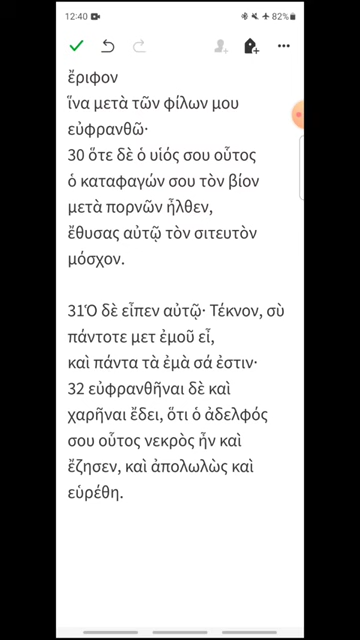 12:40
82%
ἔριφον
ἵνα μετὰ τῶν φίλων μου
εὐφρανθῶ·
30 ὅτε δὲ ὁ υἱός σου οὗτος
ὁ καταφαγών σου τὸν βίον
μετὰ πορνῶν ἦλθεν,
ἔθυσας αὐτῷ τὸν σιτευτὸν
μόσχον.
31Ὁ δὲ εἶπεν αὐτῷ· Τέκνον, σὺ
πάντοτε μετ ἐμοῦ εἶ,
καὶ πάντα τὰ ἐμὰ σά ἐστιν·
32 εὐφρανθῆναι δὲ καὶ
χαρῆναι ἔδει, ὅτι ὁ ἀδελφός
σου οὗτος νεκρὸς ἦν καὶ
ἔζησεν, καὶ ἀπολωλὼς καὶ
εὑρέθη.